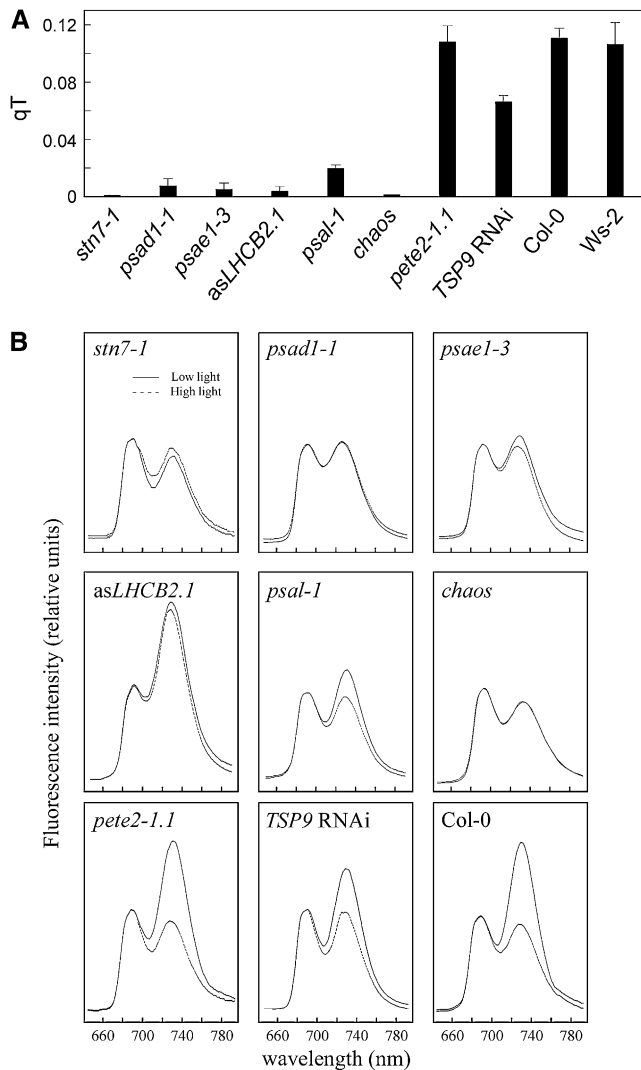 A
qT
0.12
0.08
0.04
0
stn7-1
psad1-1
psae1-3
asLHCB2.1
psal-1
chaos
pete2-1.1
TSP9 RNAi
Col-0
Ws-2
B
Fluorescence intensity (relative units)
stn7-1
Low light
High light
psad1-1
psae1-3
asLHCB2.1
psal-1
chaos
pete2-1.1
TSP9 RNAi
Col-0
660 700 740 780
660 700 740 780
660 700 740 780
wavelength (nm)